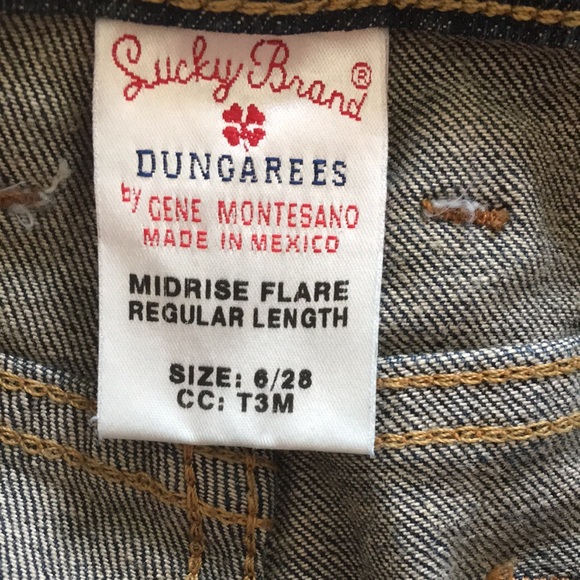 Lucky Brand®
DUNGAREES
by GENE MONTESANO
MADE IN MEXICO
MIDRISE FLARE
REGULAR LENGTH
SIZE: 6/28
CC: T3M